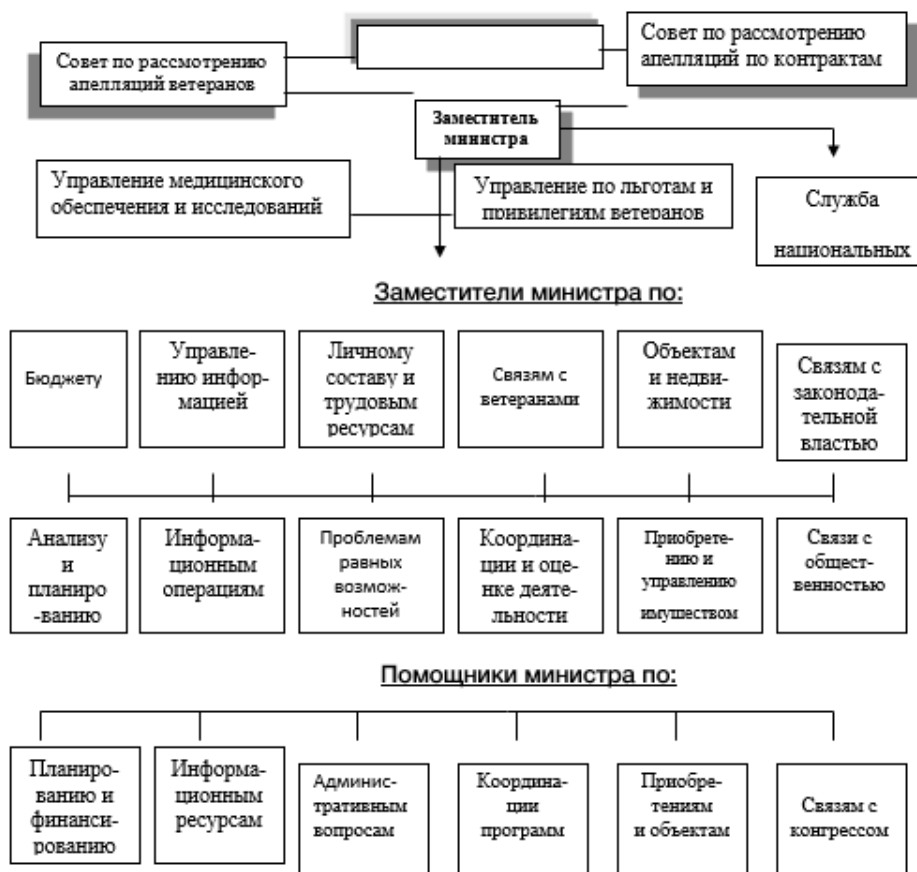 Совет по рассмотрению
апелляций ветеранов
Совет по рассмотрению
апелляций по контрактам
Заместитель
министра
Управление медицинского
обеспечения и исследований
Управление по льготам и
привилегиям ветеранов
Служба
национальных
Заместители министра по:
Бюджету
Управле-
нию инфор-
мацией
Личному
составу и
трудовым
ресурсам
Связям с
ветеранами
Объектам
и недви-
жимости
Связям с
законода-
тельной
властью
Анализу
и
планиро
-ванию
Информа-
ционным
операциям
Проблемам
равных
возмож-
ностей
Координа-
ции и оце-
нке деяте-
льности
Приобрете-
нию и
управлению
имуществом
Связи с
общест-
венностью
Помощники министра по:
Планиро-
ванию и
финанси-
рованию
Информа-
ционным
ресурсам
Админис-
тративным
вопросам
Координа-
ции
программ
Приобре-
тениям
и объектам
Связям с
конгрессом